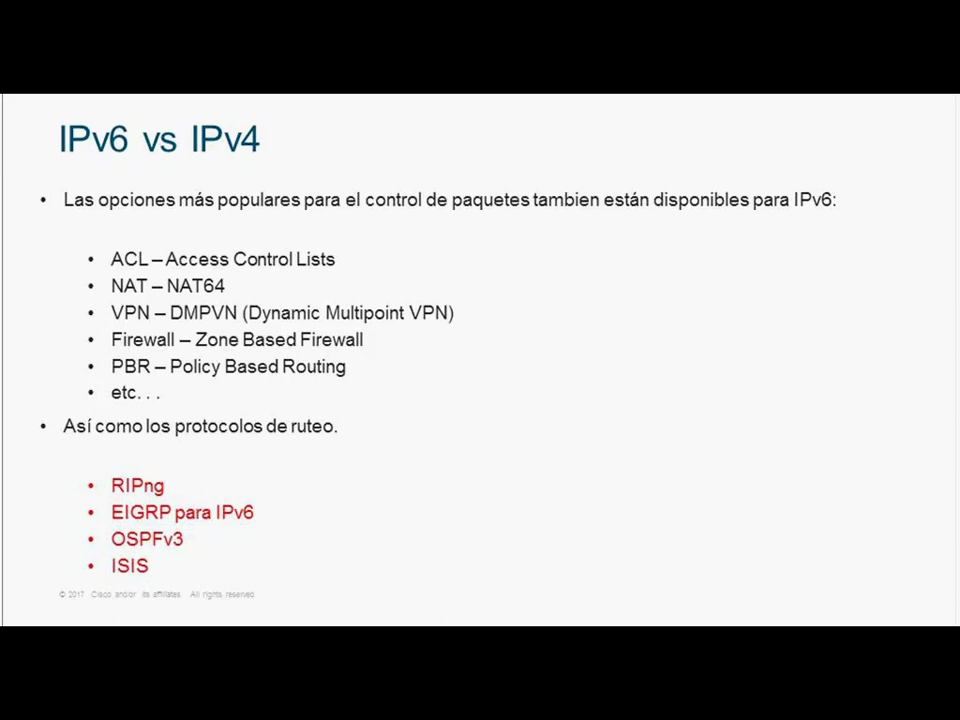 IPv6 vs IPv4
• Las opciones más populares para el control de paquetes tambien están disponibles para IPv6:
• ACL – Access Control Lists
• NAT – NAT64
• VPN – DMPVN (Dynamic Multipoint VPN)
• Firewall – Zone Based Firewall
• PBR – Policy Based Routing
• etc. . .
• Así como los protocolos de ruteo.
• RIPng
• EIGRP para IPv6
• OSPFv3
• ISIS
© 2017 Cisco and/or its affiliates. All rights reserved.